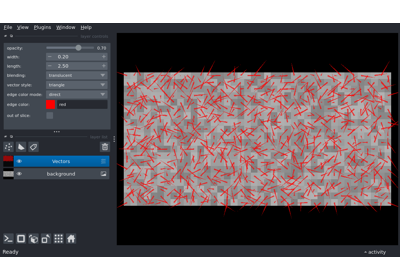 File View Plugins Window Help
opacity: 0.70
width: 0.20
length: 2.50
blending: translucent
vector style: triangle
edge color mode: direct
edge color: red
out of slice:
Vectors
background
Ready
activity